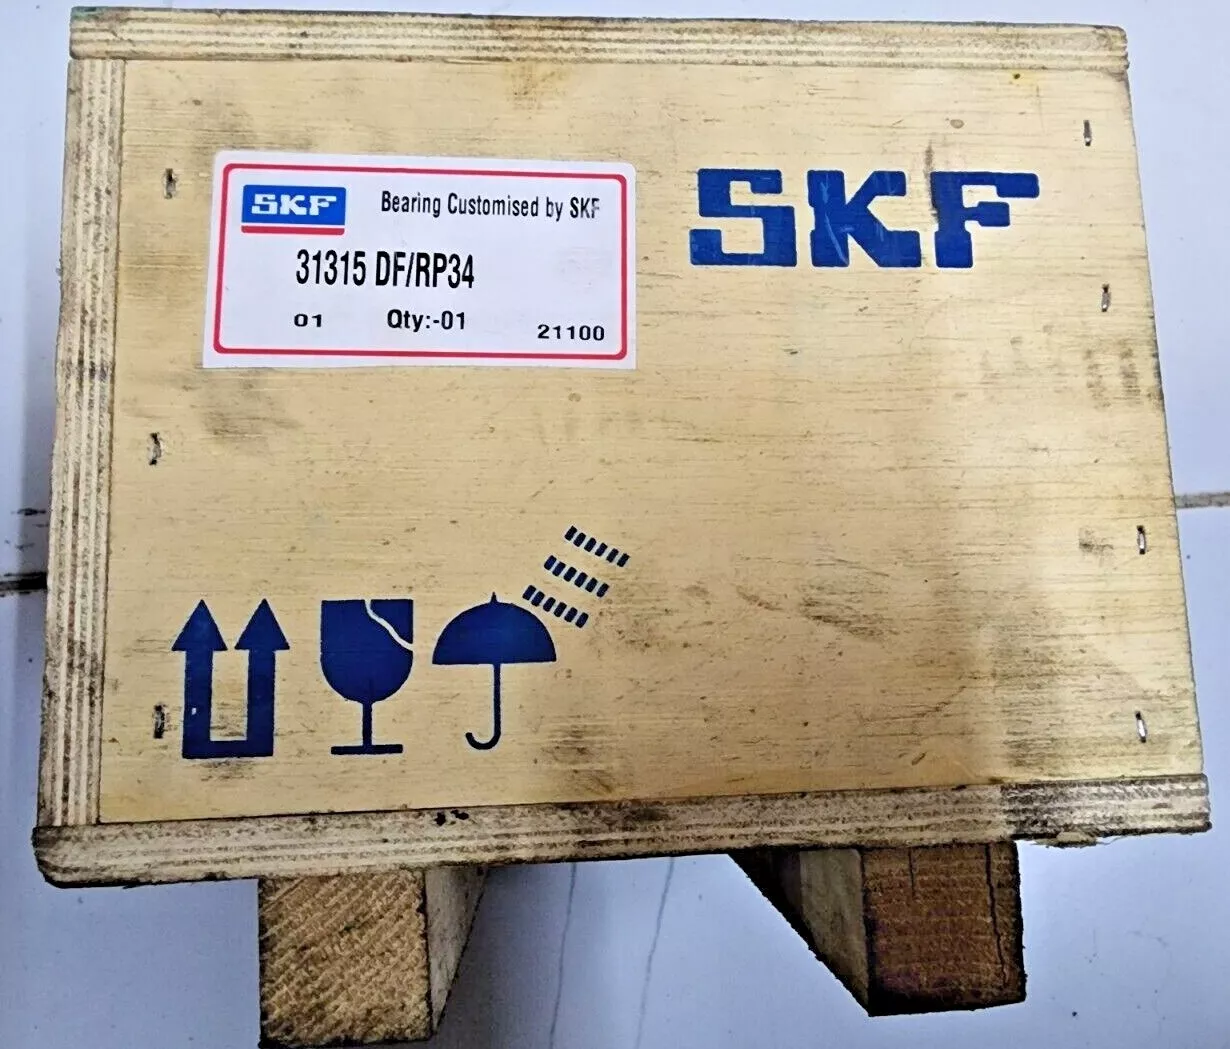 SKF
Bearing Customised by SKF
31315 DF/RP34
01 Qty:-01 21100
SKF